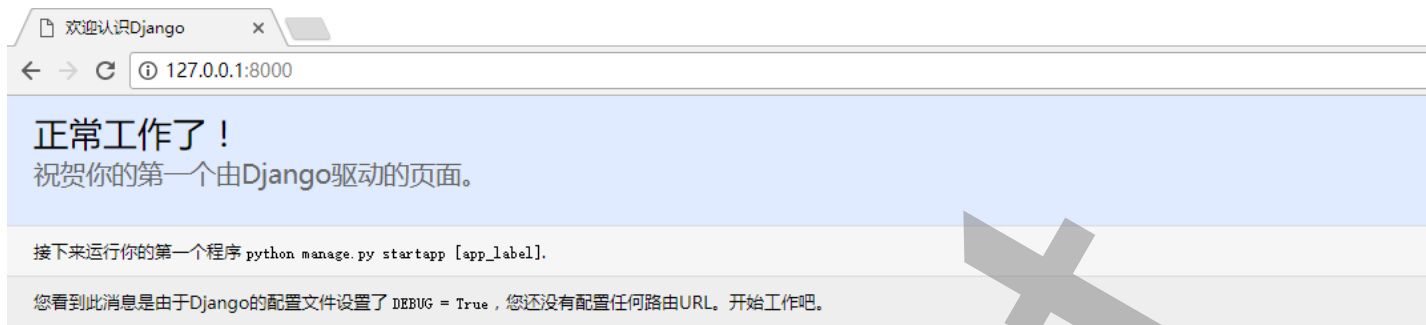 欢迎认识Django
127.0.0.1:8000
正常工作了！
祝贺你的第一个由Django驱动的页面。
接下来运行你的第一个程序 python manage.py startapp [app_label].
您看到此消息是由于Django的配置文件设置了 DEBUG = True，您还没有配置任何路由URL。开始工作吧。